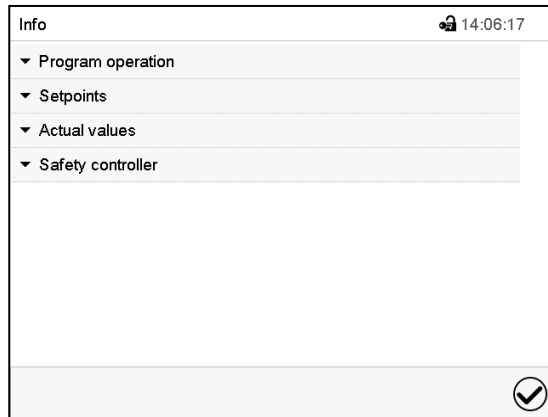 Info 14:06:17
Program operation
Setpoints
Actual values
Safety controller